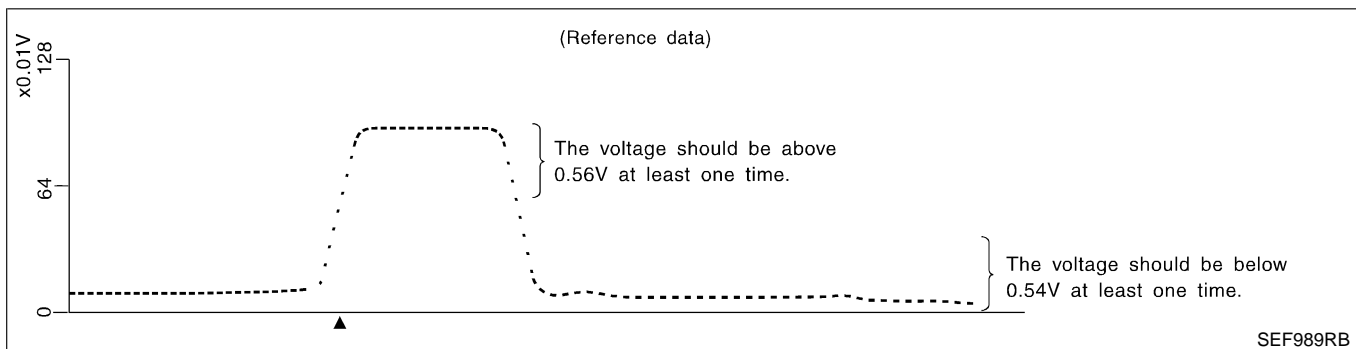 (Reference data)
x0.01V
128
64
0
The voltage should be above
0.56V at least one time.
The voltage should be below
0.54V at least one time.
SEF989RB